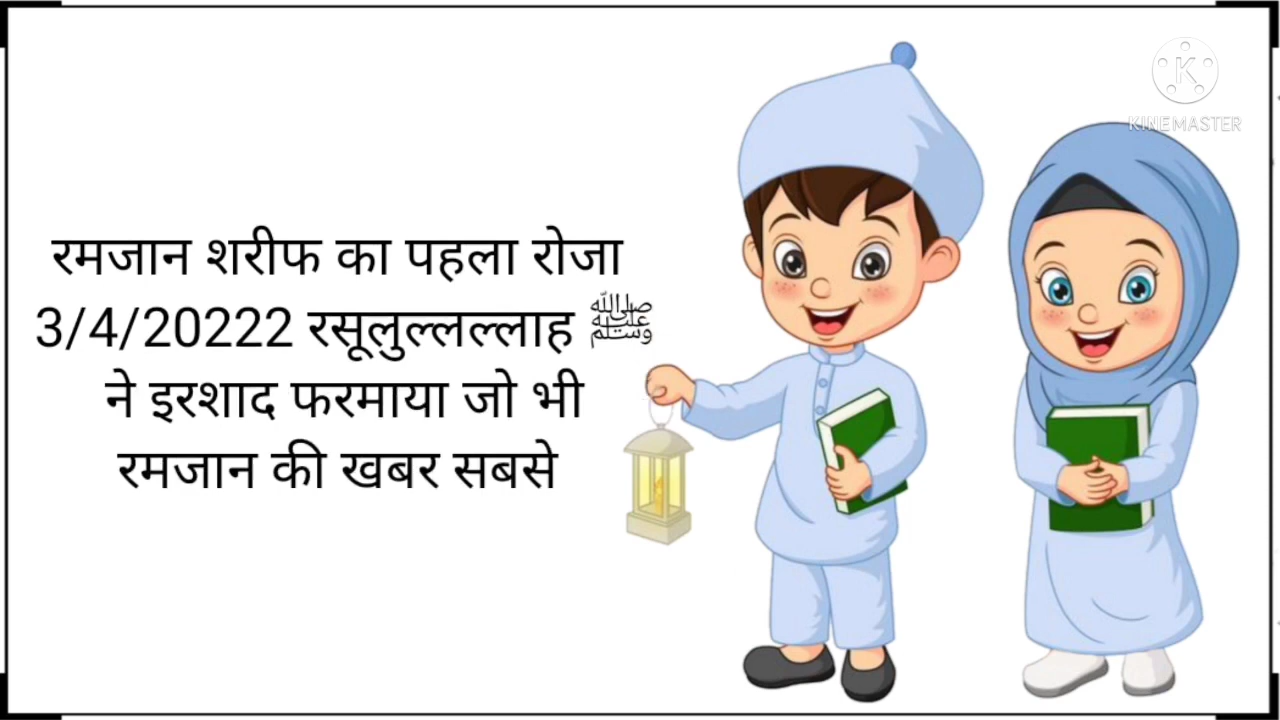 रमजान शरीफ का पहला रोजा
3/4/20222 रसूलुल्लल्लाह ﷺ
ने इरशाद फरमाया जो भी
रमजान की खबर सबसे
K
KINEMASTER